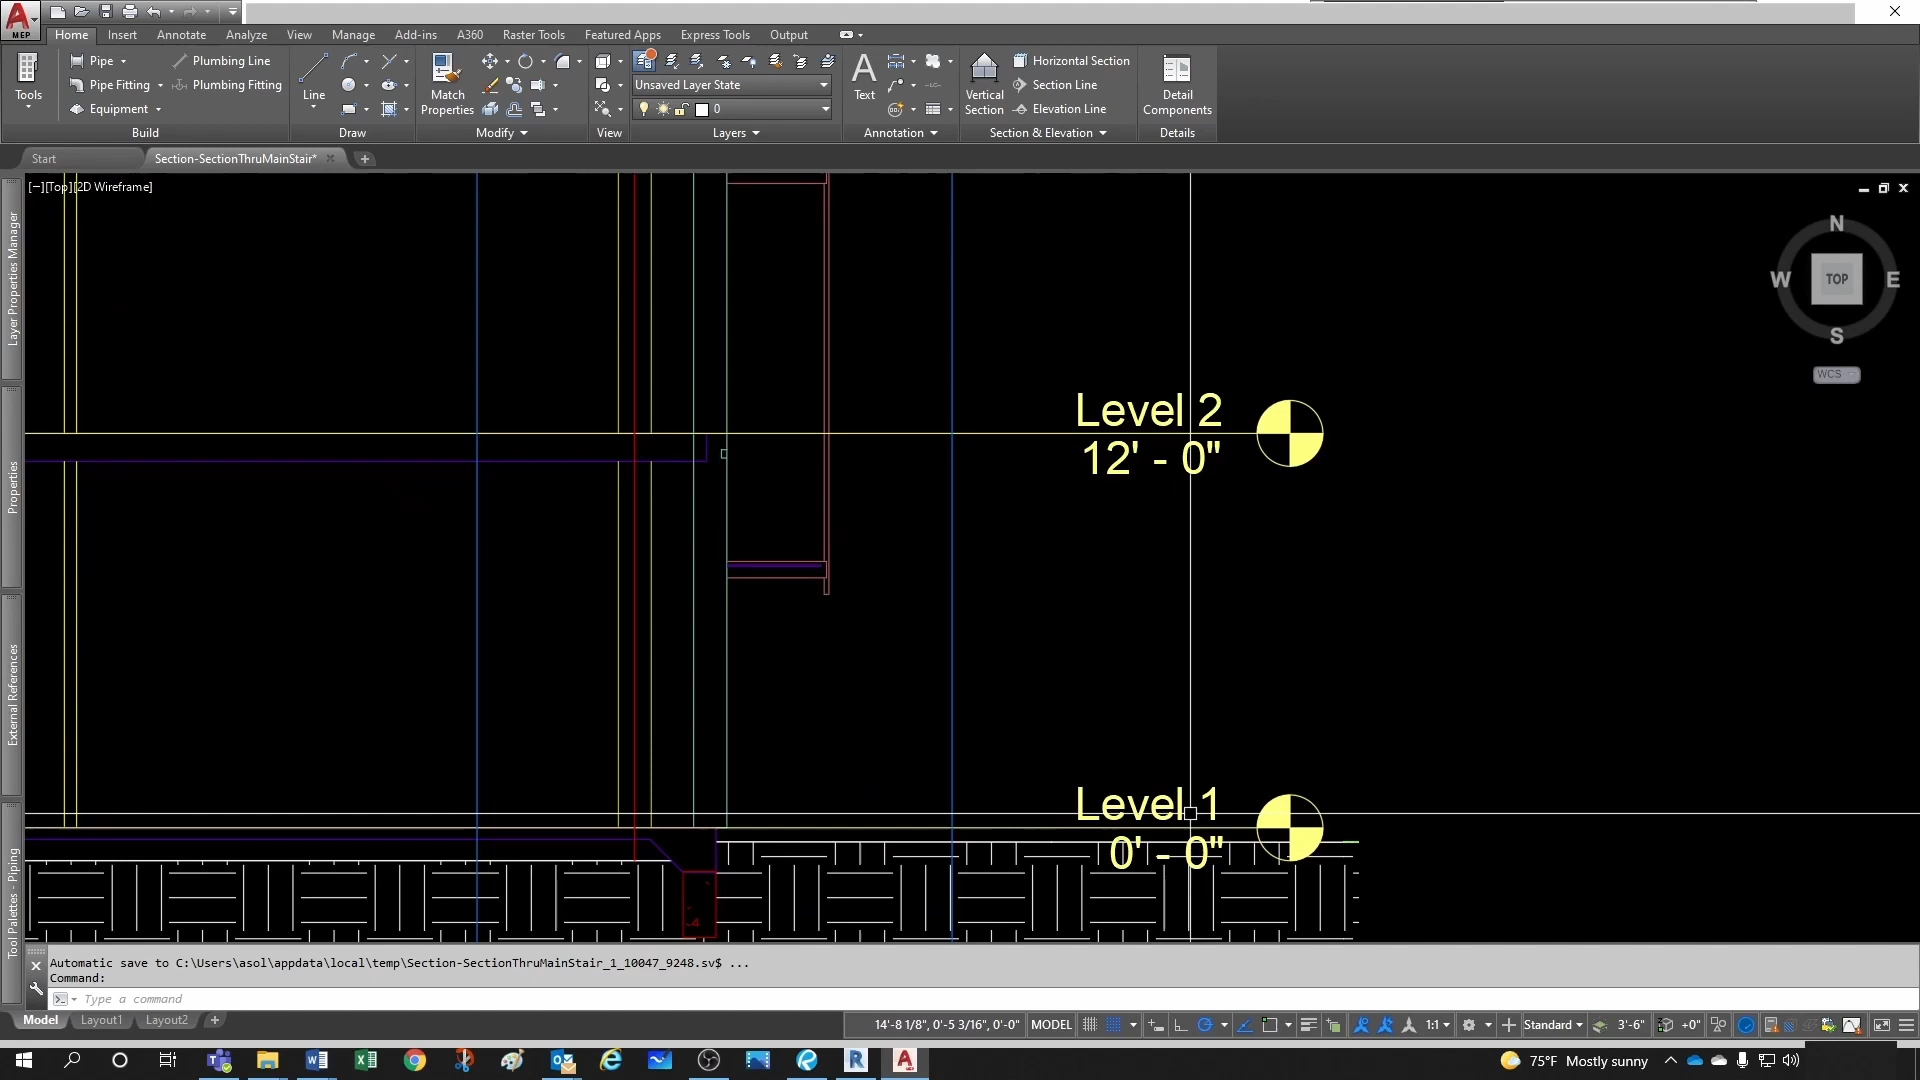 MEP
Home
Insert
Annotate
Analyze
View
Manage
Add-ins
A360
Raster Tools
Featured Apps
Express Tools
Output
Tools
Pipe
Pipe Fitting
Equipment
Plumbing Line
Plumbing Fitting
Build
Line
Draw
Match
Properties
Modify
View
Unsaved Layer State
0
Layers
A
Text
Annotation
Vertical
Section
Horizontal Section
Section Line
Elevation Line
Section & Elevation
Detail
Components
Details
Start
Section-SectionThruMainStair*
[−][Top][2D Wireframe]
Layer Properties Manager
Properties
External References
Tool Palettes - Piping
N
W
TOP
E
S
WCS
Level 2
12' - 0"
Level 1
0' - 0"
Automatic save to C:\Users\asol\appdata\local\temp\Section-SectionThruMainStair_1_10047_9248.sv$ ...
Command:
Type a command
Model
Layout1
Layout2
14'-8 1/8", 0'-5 3/16", 0'-0"
MODEL
1:1
Standard
3'-6"
+0"
75°F Mostly sunny